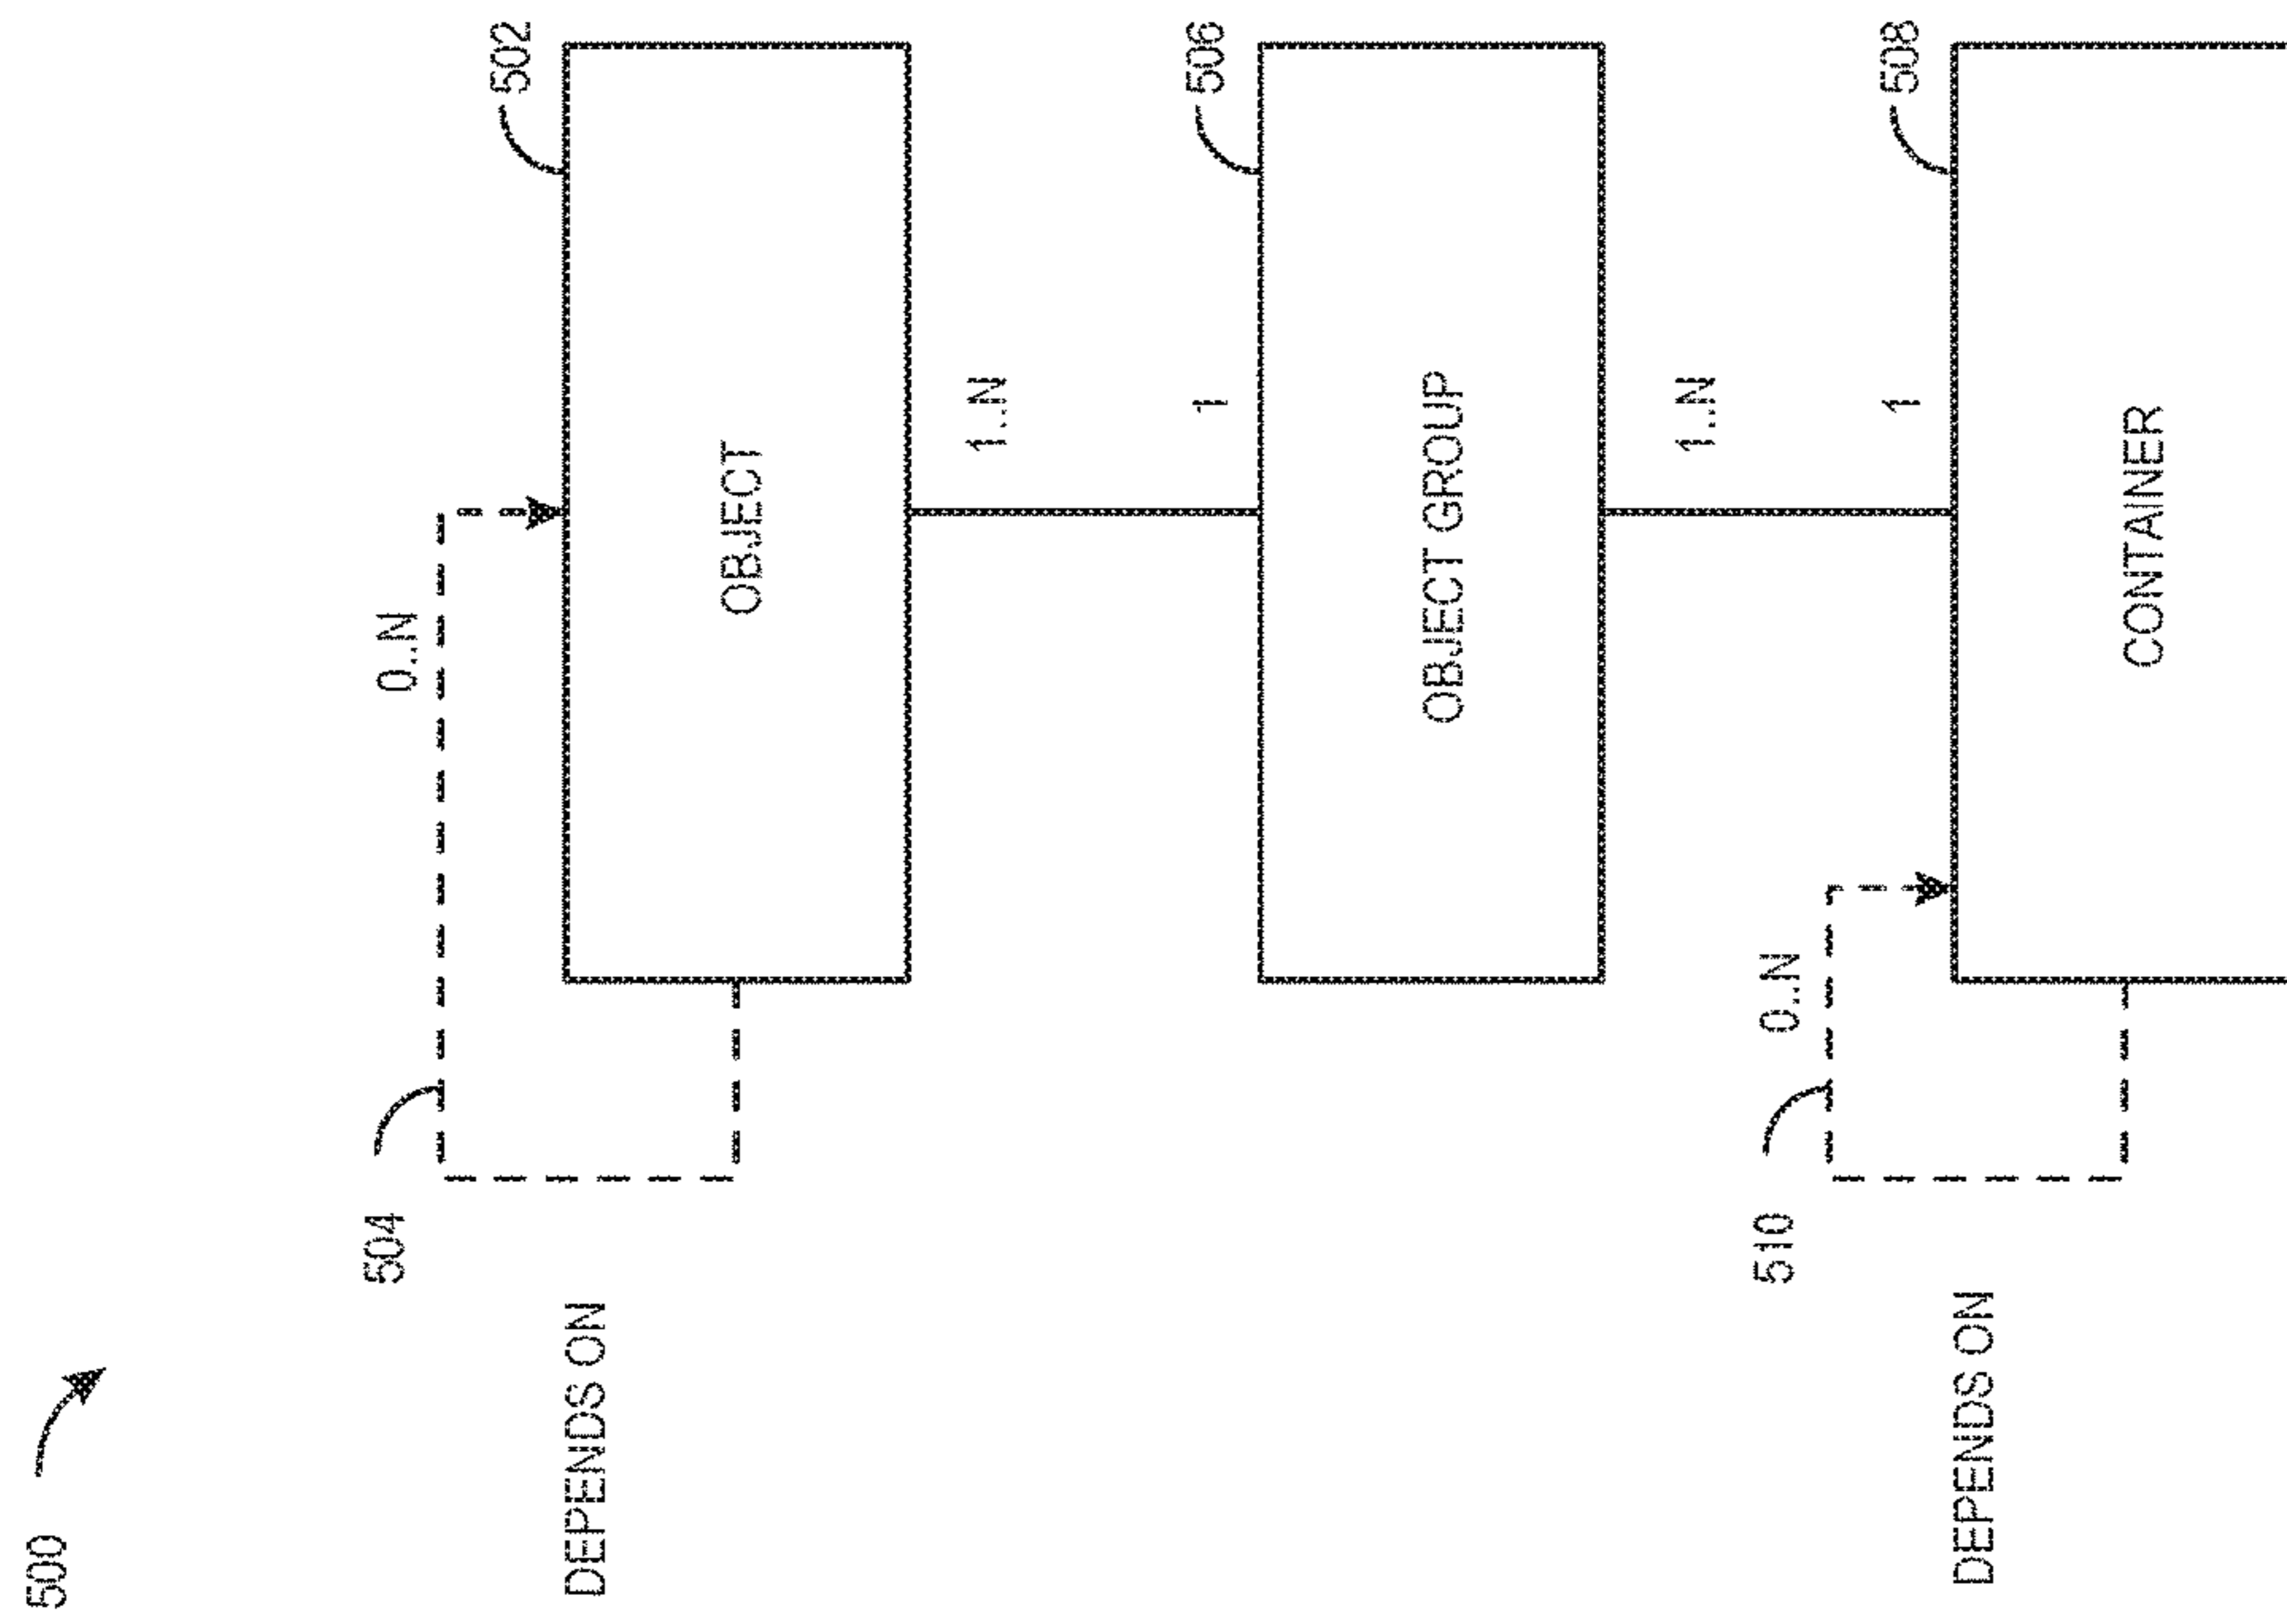 500
504
0..N
502
DEPENDS ON
OBJECT
1..N
1
506
OBJECT GROUP
1..N
510
0..N
1
508
DEPENDS ON
CONTAINER